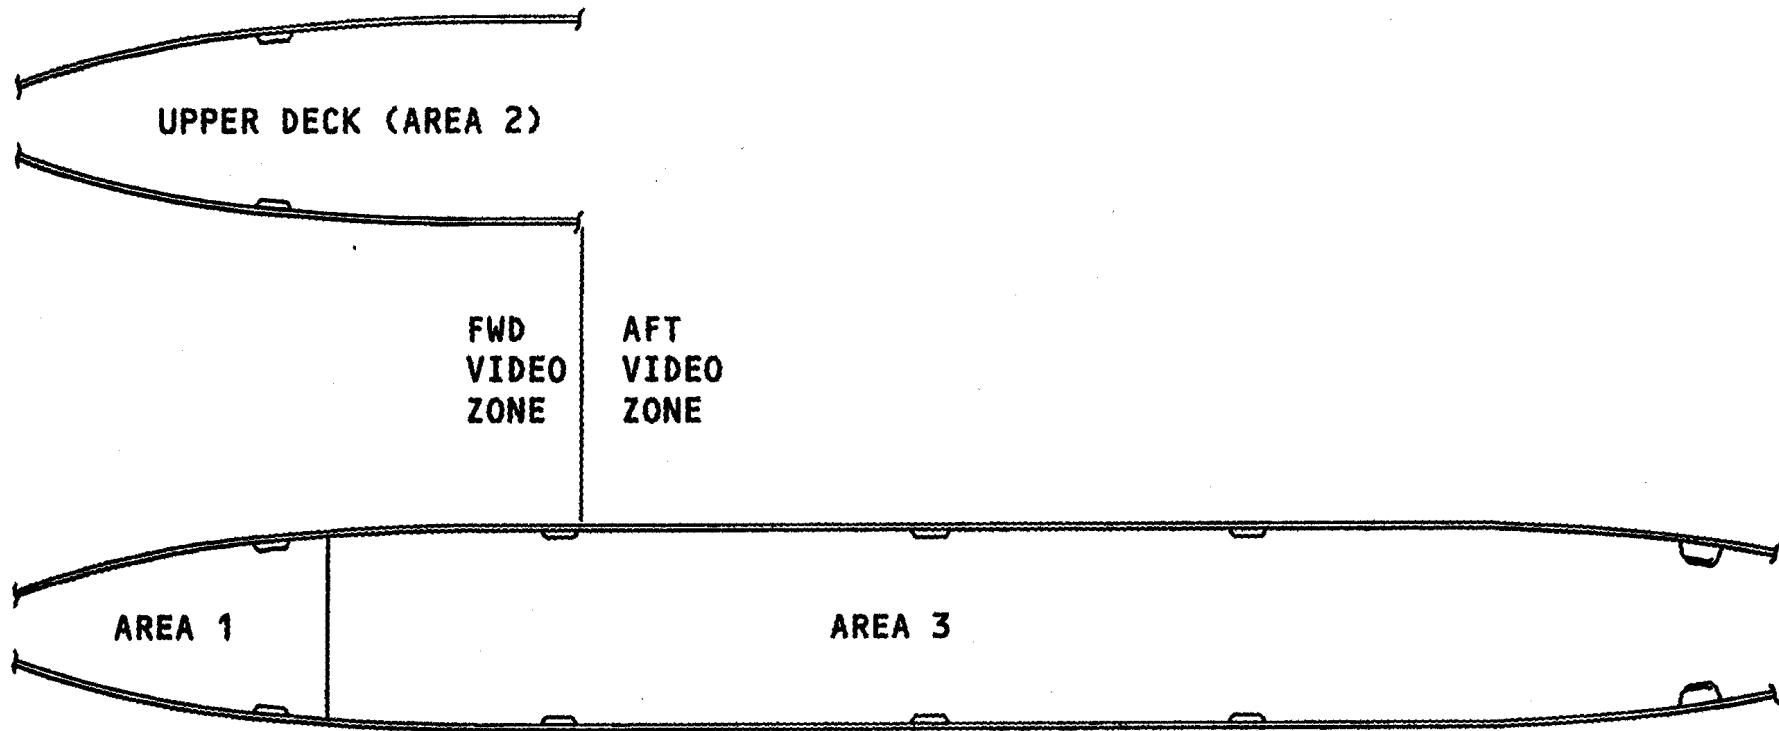 UPPER DECK (AREA 2)
FWD
VIDEO
ZONE
AFT
VIDEO
ZONE
AREA 1
AREA 3